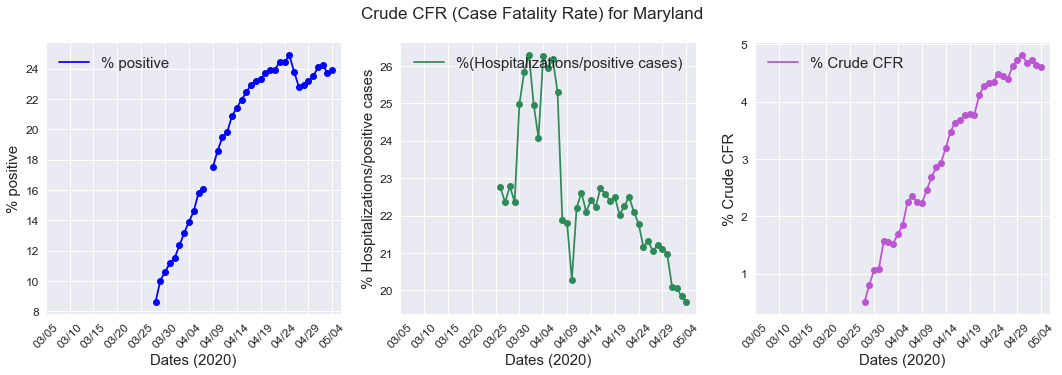 Crude CFR (Case Fatality Rate) for Maryland
% positive
% positive
24
22
20
18
16
14
12
10
8
03/05 03/10 03/15 03/20 03/25 03/30 04/04 04/09 04/14 04/19 04/24 04/29 05/04
Dates (2020)
%(Hospitalizations/positive cases)
% Hospitalizations/positive cases
26
25
24
23
22
21
20
03/05 03/10 03/15 03/20 03/25 03/30 04/04 04/09 04/14 04/19 04/24 04/29 05/04
Dates (2020)
% Crude CFR
% Crude CFR
5
4
3
2
1
03/05 03/10 03/15 03/20 03/25 03/30 04/04 04/09 04/14 04/19 04/24 04/29 05/04
Dates (2020)